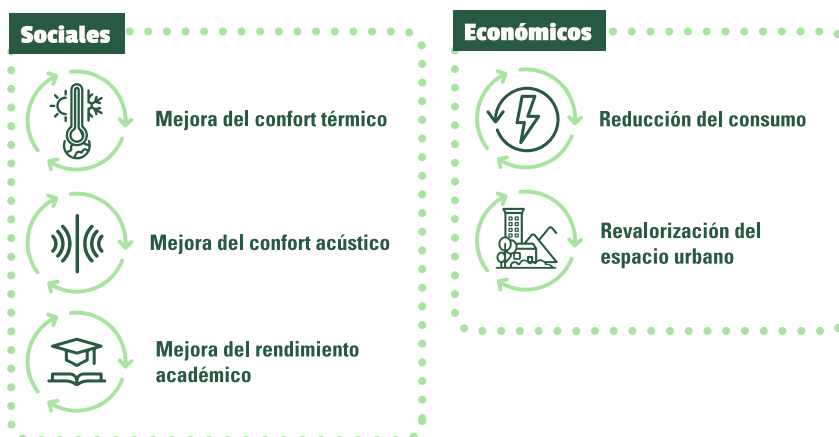 Sociales
Mejora del confort térmico
Mejora del confort acústico
Mejora del rendimiento
académico
Económicos
Reducción del consumo
Revalorización del
espacio urbano